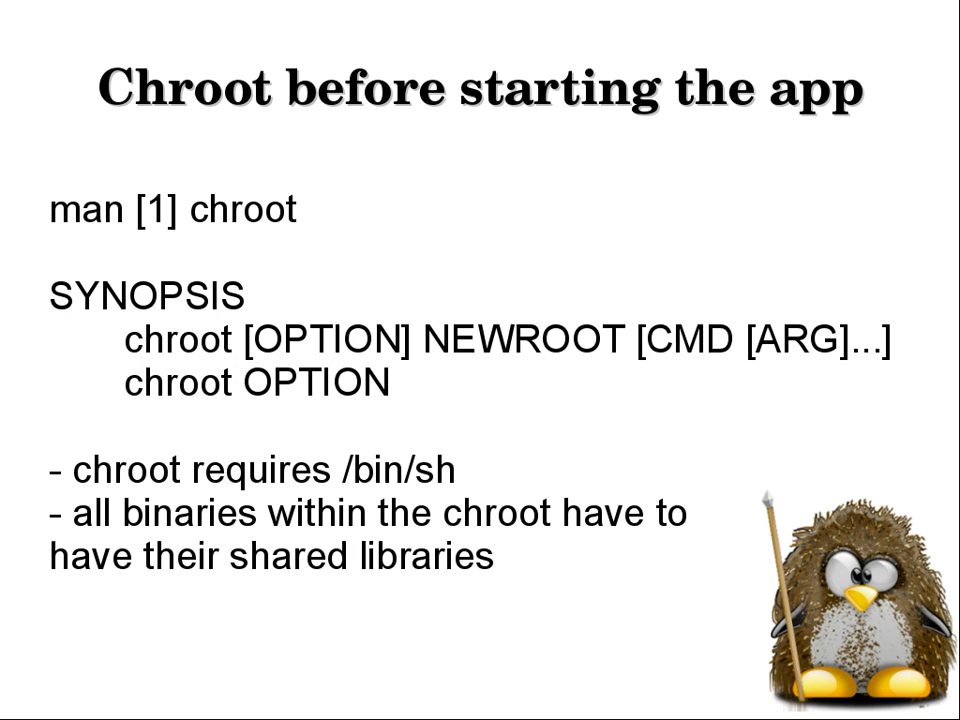 Chroot before starting the app
man [1] chroot
SYNOPSIS
chroot [OPTION] NEWROOT [CMD [ARG]...]
chroot OPTION
- chroot requires /bin/sh
- all binaries within the chroot have to
have their shared libraries